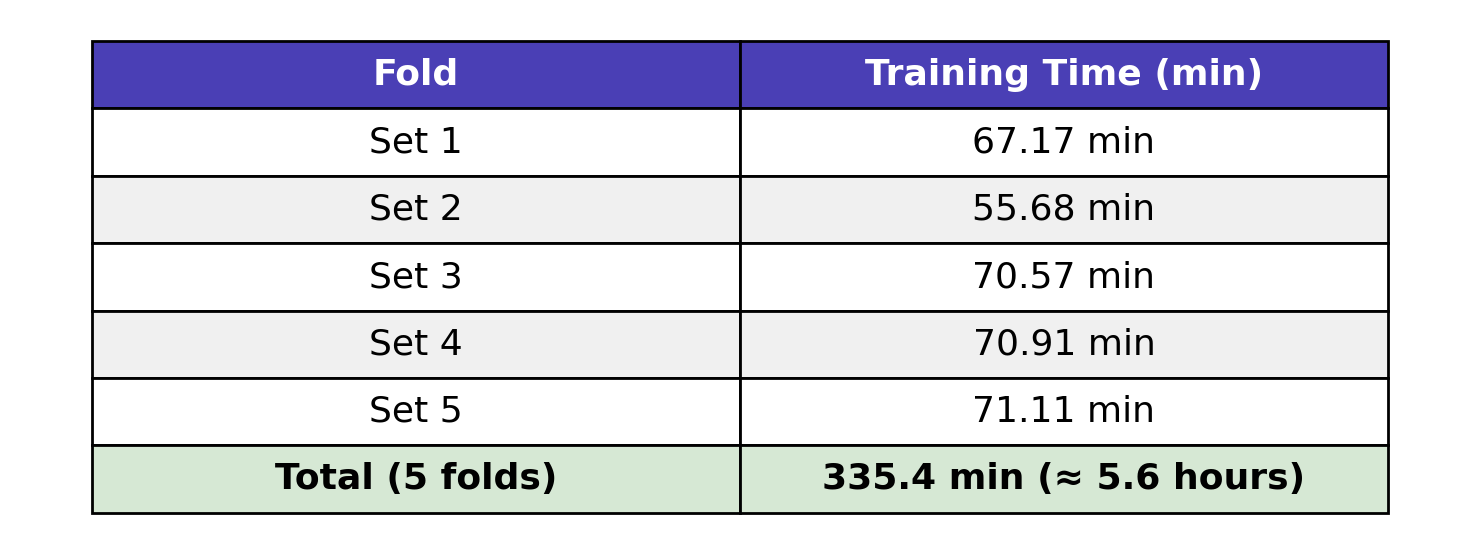 Fold Training Time (min)
Set 1 67.17 min
Set 2 55.68 min
Set 3 70.57 min
Set 4 70.91 min
Set 5 71.11 min
Total (5 folds) 335.4 min (≈ 5.6 hours)